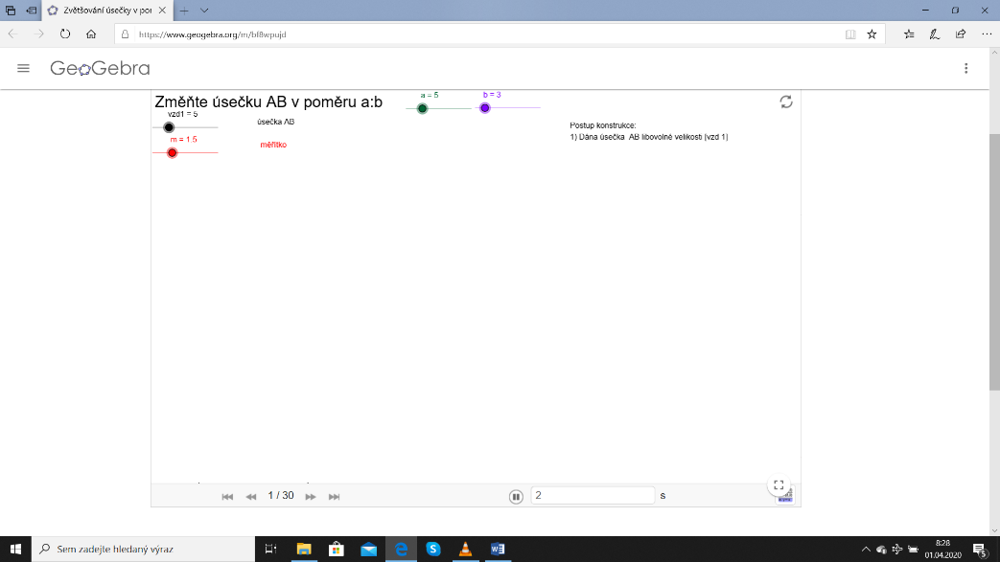 Zvětšování úsečky v poi
https://www.geogebra.org/m/bf8wpujd
GeoGebra
Změňte úsečku AB v poměru a:b
a = 5
b = 3
vzd1 = 5
úsečka AB
m = 1.5
měřítko
Postup konstrukce:
1) Dána úsečka AB libovolné velikosti [vzd 1]
1 / 30
2
s
Sem zadejte hledaný výraz
8:28
01.04.2020
5